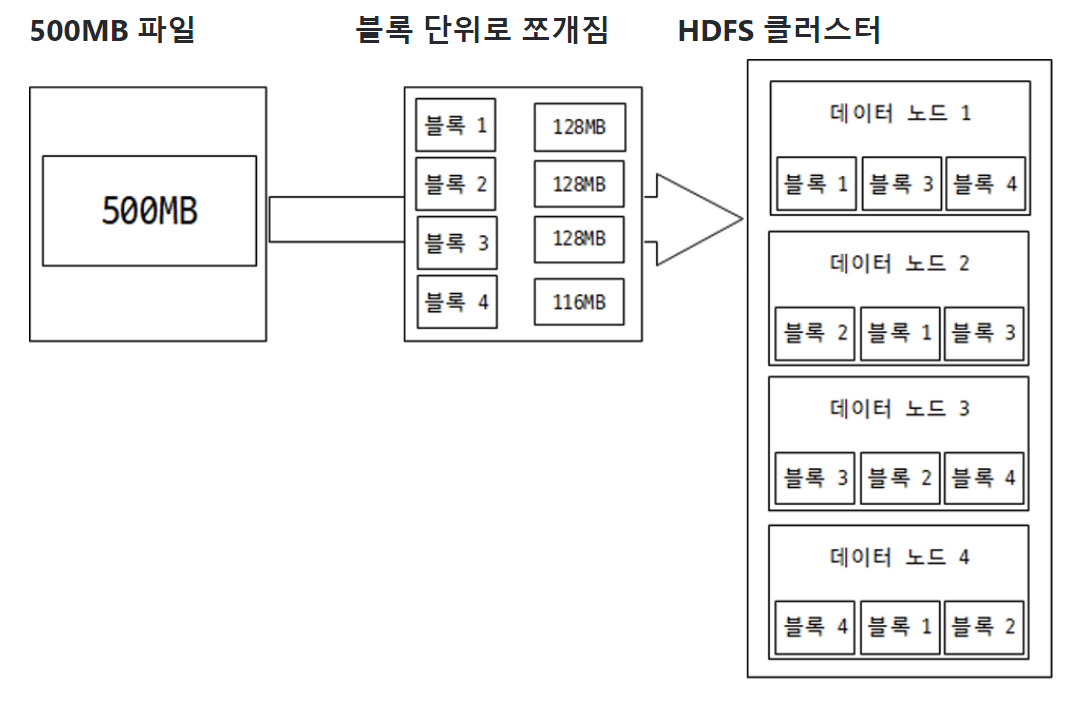 500MB 파일
블록 단위로 쪼개짐
HDFS 클러스터
500MB
블록 1 128MB
블록 2 128MB
블록 3 128MB
블록 4 116MB
데이터 노드 1
블록 1 블록 3 블록 4
데이터 노드 2
블록 2 블록 1 블록 3
데이터 노드 3
블록 3 블록 2 블록 4
데이터 노드 4
블록 4 블록 1 블록 2